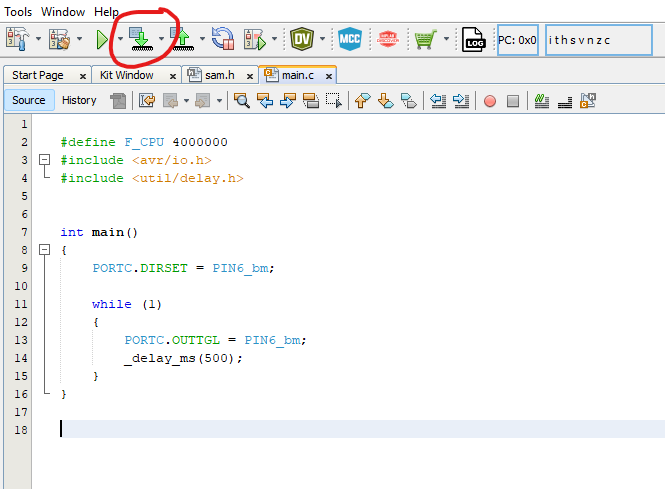 Tools Window Help
DV MCC DISCOVER LOG PC: 0x0 i t h s v n z c
Start Page x Kit Window x sam.h x main.c x
Source History
1
2 #define F_CPU 4000000
3 #include <avr/io.h>
4 #include <util/delay.h>
5
6
7 int main()
8 {
9 PORTC.DIRSET = PIN6_bm;
10
11 while (1)
12 {
13 PORTC.OUTTGL = PIN6_bm;
14 _delay_ms(500);
15 }
16 }
17
18